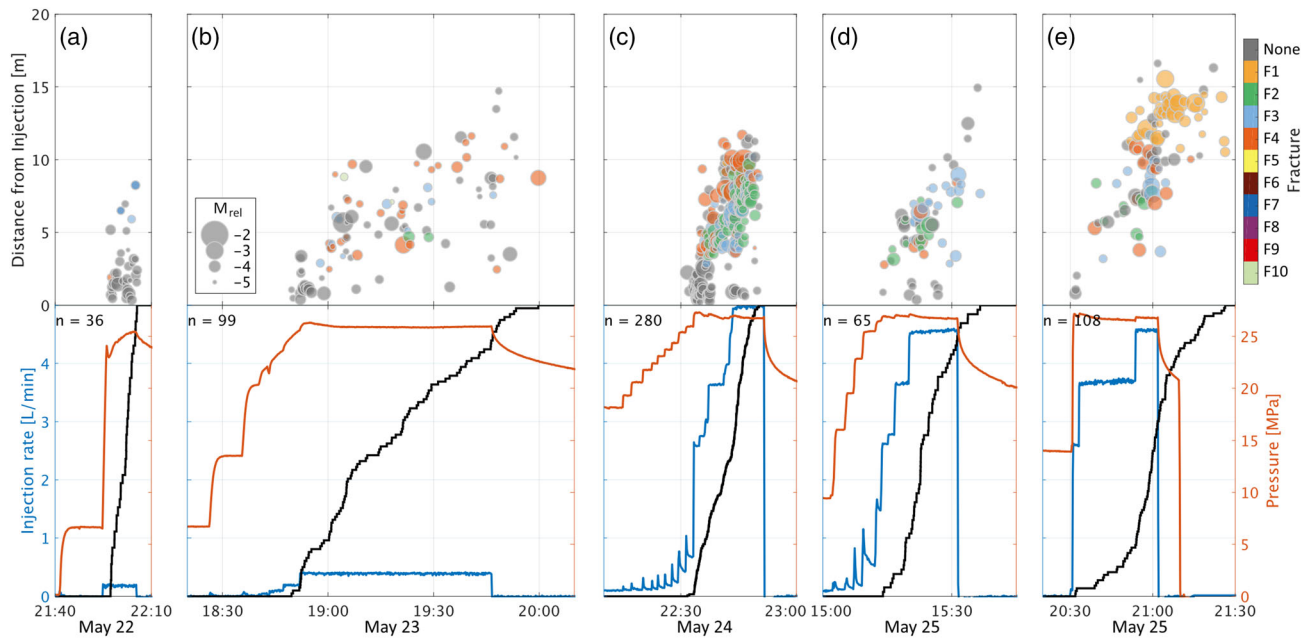 (a)
(b)
(c)
(d)
(e)
Distance from Injection [m]
20
15
10
5
0
M rel
-2
-3
-4
-5
None
F1
F2
F3
F4
F5
F6
F7
F8
F9
F10
Fracture
n = 36
n = 99
n = 280
n = 65
n = 108
Injection rate [L/min]
4
3
2
1
0
25
20
15
10
5
0
Pressure [MPa]
21:40
22:10
18:30
19:00
19:30
20:00
22:30
23:00
15:00
15:30
20:30
21:00
21:30
May 22
May 23
May 24
May 25
May 25